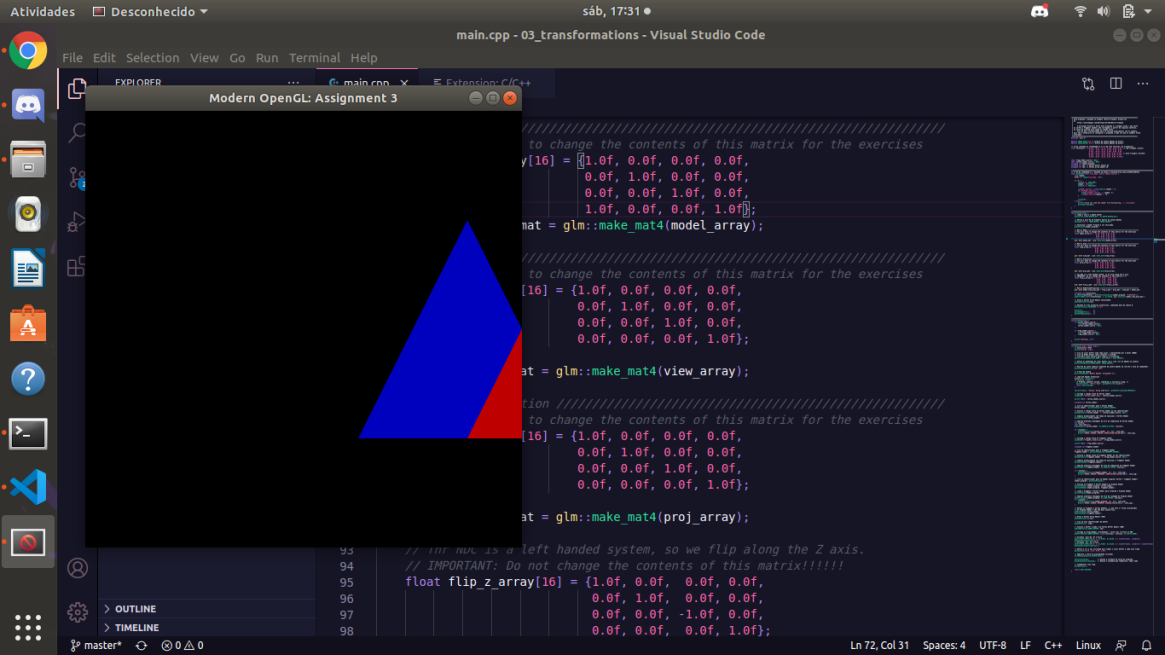 Atividades
Desconhecido
sáb, 17:31
main.cpp - 03_transformations - Visual Studio Code
File Edit Selection View Go Run Terminal Help
EXPLORER ...
main.cpp
Extension: C/C++
Modern OpenGL: Assignment 3
//////////////////////////////////////////////////////////
to change the contents of this matrix for the exercises
y[16] = {1.0f, 0.0f, 0.0f, 0.0f,
0.0f, 1.0f, 0.0f, 0.0f,
0.0f, 0.0f, 1.0f, 0.0f,
1.0f, 0.0f, 0.0f, 1.0f};
mat = glm::make_mat4(model_array);
//////////////////////////////////////////////////////////
to change the contents of this matrix for the exercises
[16] = {1.0f, 0.0f, 0.0f, 0.0f,
0.0f, 1.0f, 0.0f, 0.0f,
0.0f, 0.0f, 1.0f, 0.0f,
0.0f, 0.0f, 0.0f, 1.0f};
at = glm::make_mat4(view_array);
tion //////////////////////////////////////////////////////
to change the contents of this matrix for the exercises
[16] = {1.0f, 0.0f, 0.0f, 0.0f,
0.0f, 1.0f, 0.0f, 0.0f,
0.0f, 0.0f, 1.0f, 0.0f,
0.0f, 0.0f, 0.0f, 1.0f};
at = glm::make_mat4(proj_array);
93 // Thr NDC is a left handed system, so we flip along the Z axis.
94 // IMPORTANT: Do not change the contents of this matrix!!!!!!
95 float flip_z_array[16] = {1.0f, 0.0f, 0.0f, 0.0f,
96 0.0f, 1.0f, 0.0f, 0.0f,
97 0.0f, 0.0f, -1.0f, 0.0f,
98 0.0f, 0.0f, 0.0f, 1.0f};
OUTLINE
TIMELINE
master* 0 0 Ln 72, Col 31 Spaces: 4 UTF-8 LF C++ Linux